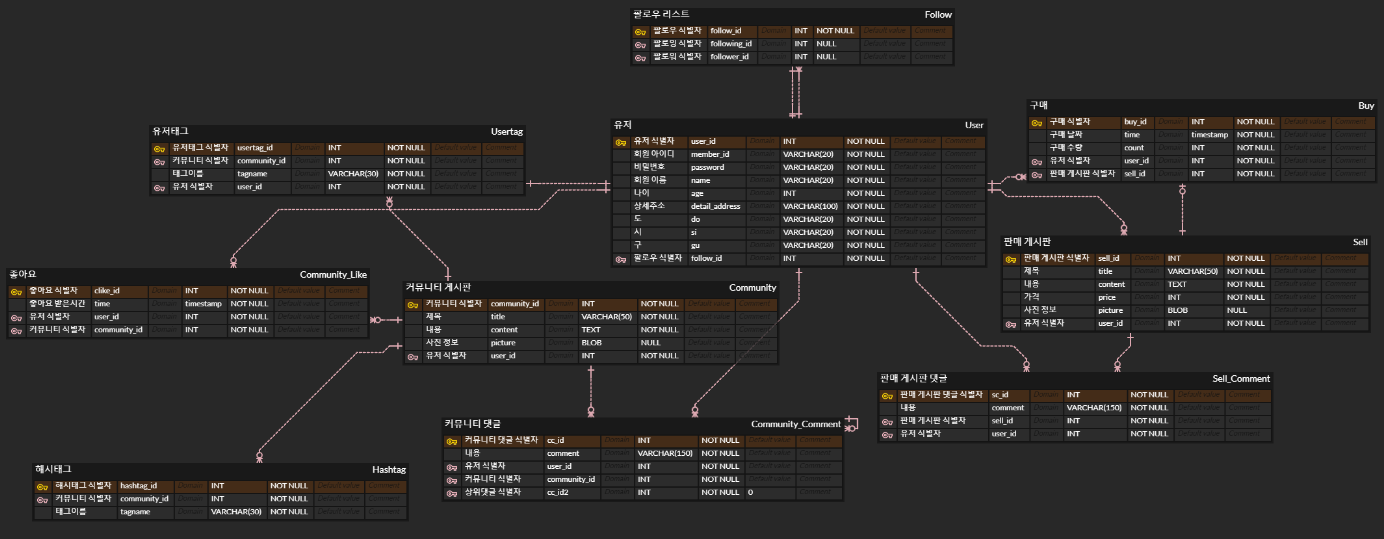 팔로우 리스트 Follow
팔로우 식별자 follow_id Domain INT NOT NULL Default value Comment
팔로잉 식별자 following_id Domain INT NULL Default value Comment
팔로워 식별자 follower_id Domain INT NULL Default value Comment
유저태그 Usertag
유저태그 식별자 usertag_id Domain INT NOT NULL Default value Comment
커뮤니티 식별자 community_id Domain INT NOT NULL Default value Comment
태그이름 tagname Domain VARCHAR(30) NOT NULL Default value Comment
유저 식별자 user_id Domain INT NOT NULL Default value Comment
유저 User
유저 식별자 user_id Domain INT NOT NULL Default value Comment
회원 아이디 member_id Domain VARCHAR(20) NOT NULL Default value Comment
비밀번호 password Domain VARCHAR(20) NOT NULL Default value Comment
회원 이름 name Domain VARCHAR(20) NOT NULL Default value Comment
나이 age Domain INT NOT NULL Default value Comment
상세주소 detail_address Domain VARCHAR(100) NOT NULL Default value Comment
도 do Domain VARCHAR(20) NOT NULL Default value Comment
시 si Domain VARCHAR(20) NOT NULL Default value Comment
구 gu Domain VARCHAR(20) NOT NULL Default value Comment
팔로우 식별자 follow_id Domain INT NOT NULL Default value Comment
구매 Buy
구매 식별자 buy_id Domain INT NOT NULL Default value Comment
구매 날짜 time Domain timestamp NOT NULL Default value Comment
구매 수량 count Domain INT NOT NULL Default value Comment
유저 식별자 user_id Domain INT NOT NULL Default value Comment
판매 게시판 식별자 sell_id Domain INT NOT NULL Default value Comment
판매 게시판 Sell
판매 게시판 식별자 sell_id Domain INT NOT NULL Default value Comment
제목 title Domain VARCHAR(50) NOT NULL Default value Comment
내용 content Domain TEXT NOT NULL Default value Comment
가격 price Domain INT NOT NULL Default value Comment
사진 정보 picture Domain BLOB NULL Default value Comment
유저 식별자 user_id Domain INT NOT NULL Default value Comment
좋아요 Community_Like
좋아요 식별자 clike_id Domain INT NOT NULL Default value Comment
좋아요 받은시간 time Domain timestamp NOT NULL Default value Comment
유저 식별자 user_id Domain INT NOT NULL Default value Comment
커뮤니티 식별자 community_id Domain INT NOT NULL Default value Comment
커뮤니티 게시판 Community
커뮤니티 식별자 community_id Domain INT NOT NULL Default value Comment
제목 title Domain VARCHAR(50) NOT NULL Default value Comment
내용 content Domain TEXT NOT NULL Default value Comment
사진 정보 picture Domain BLOB NULL Default value Comment
유저 식별자 user_id Domain INT NOT NULL Default value Comment
판매 게시판 댓글 Sell_Comment
판매 게시판 댓글 식별자 sc_id Domain INT NOT NULL Default value Comment
내용 comment Domain VARCHAR(150) NOT NULL Default value Comment
판매 게시판 식별자 sell_id Domain INT NOT NULL Default value Comment
유저 식별자 user_id Domain INT NOT NULL Default value Comment
커뮤니티 댓글 Community_Comment
커뮤니티 댓글 식별자 cc_id Domain INT NOT NULL Default value Comment
내용 comment Domain VARCHAR(150) NOT NULL Default value Comment
유저 식별자 user_id Domain INT NOT NULL Default value Comment
커뮤니티 식별자 community_id Domain INT NOT NULL Default value Comment
상위댓글 식별자 cc_id2 Domain INT NOT NULL 0 Comment
해시태그 Hashtag
해시태그 식별자 hashtag_id Domain INT NOT NULL Default value Comment
커뮤니티 식별자 community_id Domain INT NOT NULL Default value Comment
태그이름 tagname Domain VARCHAR(30) NOT NULL Default value Comment